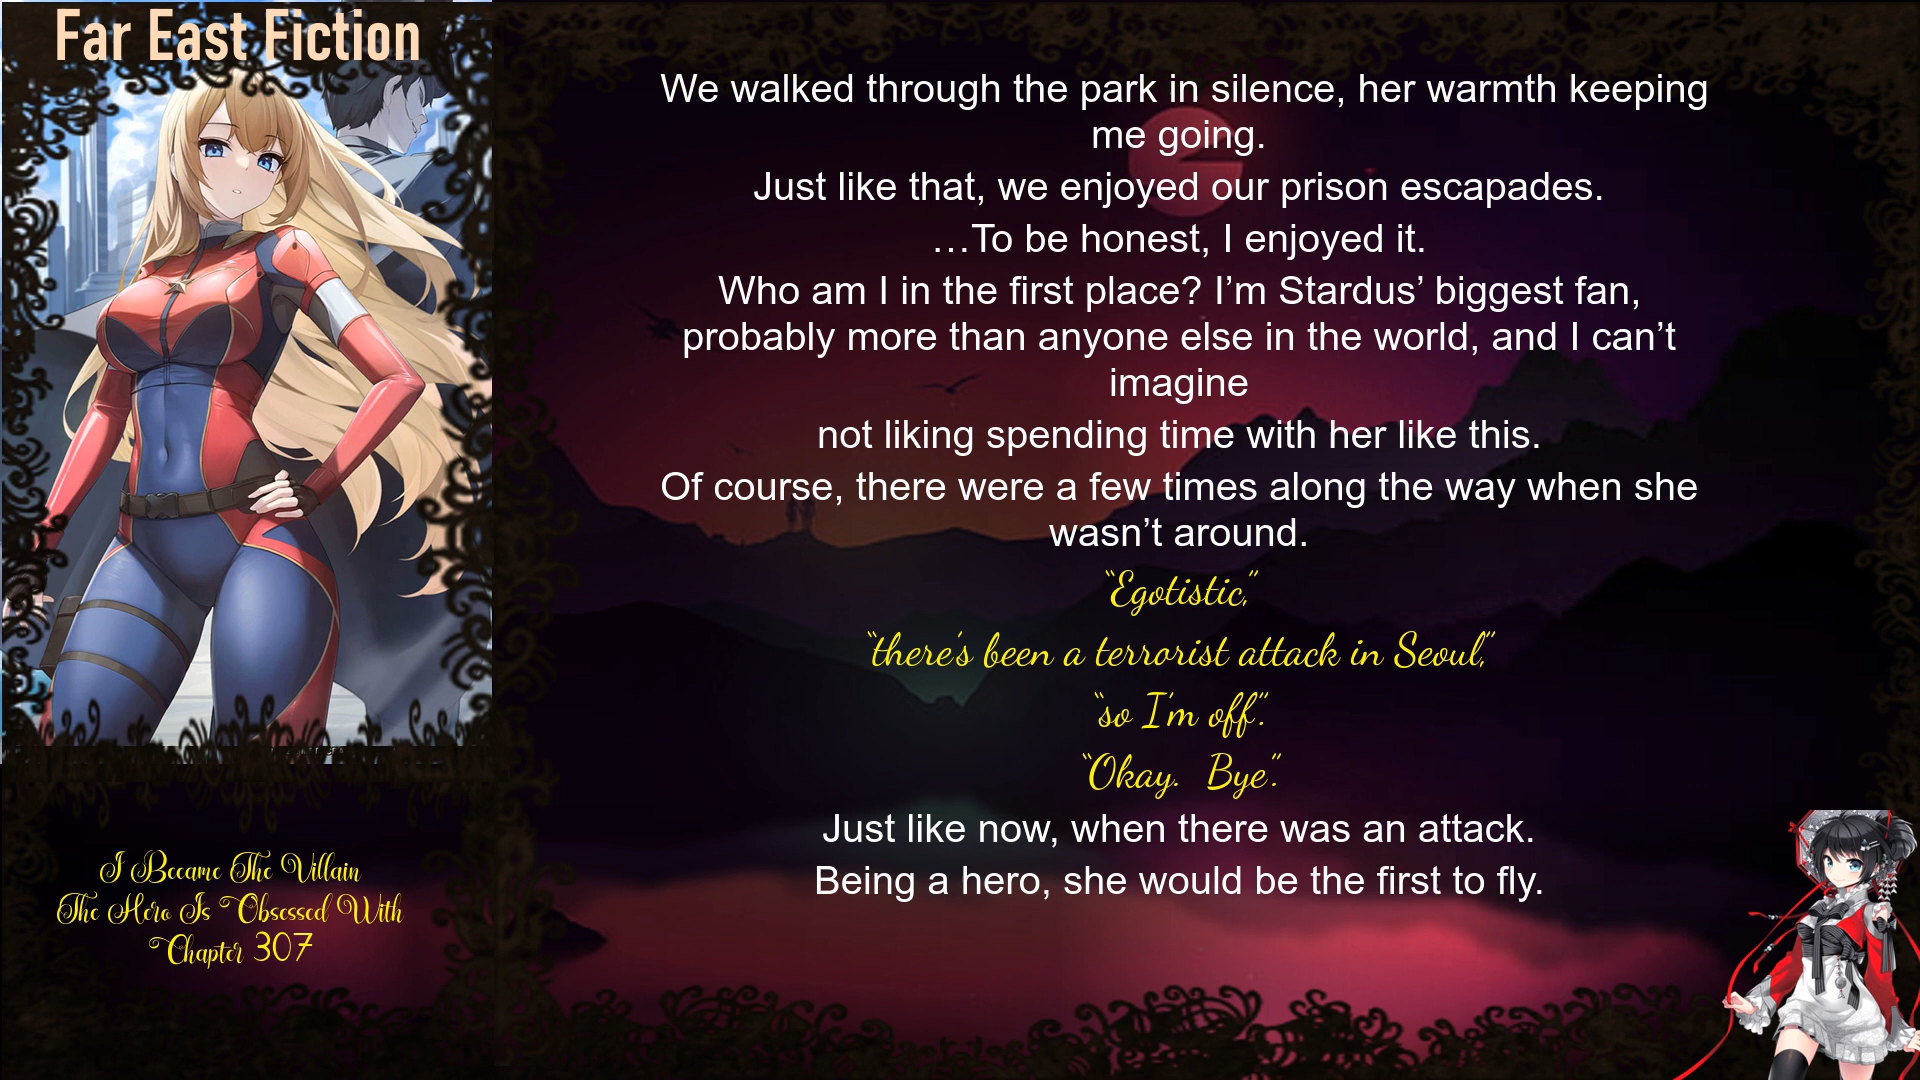 Far East Fiction
We walked through the park in silence, her warmth keeping
me going.
Just like that, we enjoyed our prison escapades.
…To be honest, I enjoyed it.
Who am I in the first place? I’m Stardus’ biggest fan,
probably more than anyone else in the world, and I can’t
imagine
not liking spending time with her like this.
Of course, there were a few times along the way when she
wasn’t around.
“Egotistic,”
“there’s been a terrorist attack in Seoul,”
“so I’m off”.
“Okay.  Bye”.
Just like now, when there was an attack.
Being a hero, she would be the first to fly.
I Became The Villain
The Hero Is Obsessed With
Chapter 307